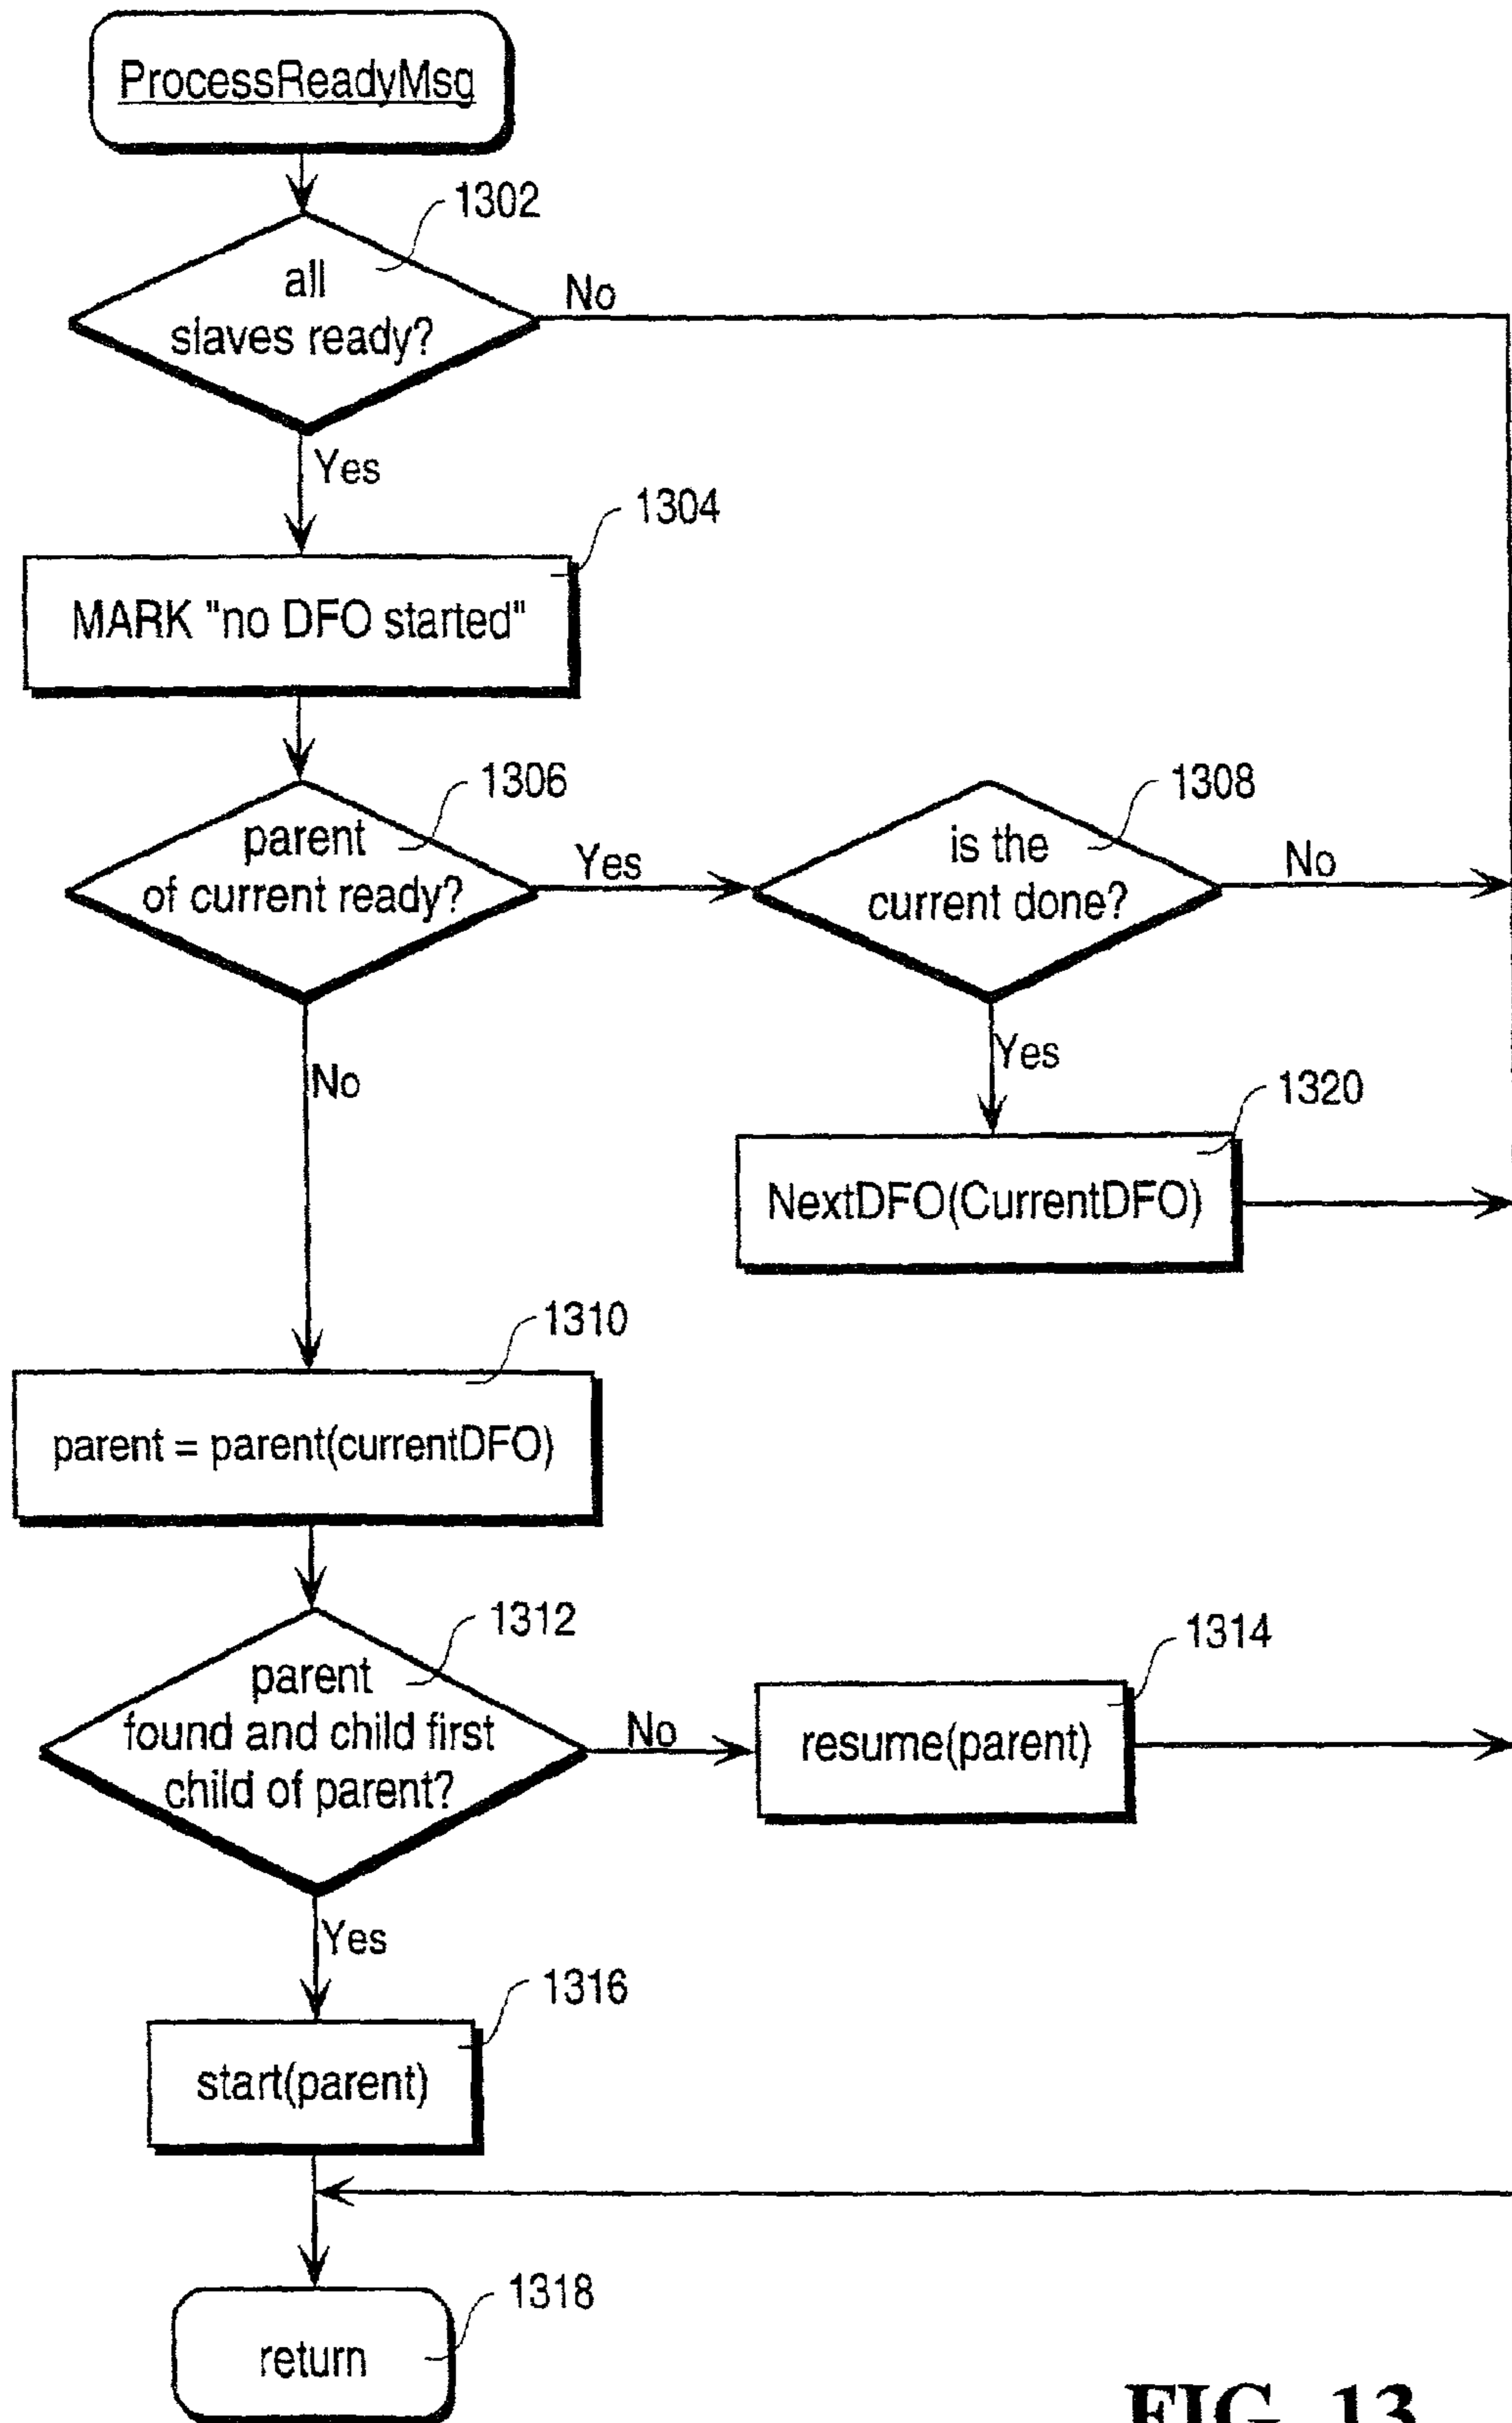 ProcessReadyMsg
1302
all
slaves ready?
No
Yes
1304
MARK "no DFO started"
1306
parent
of current ready?
Yes
1308
is the
current done?
No
Yes
No
1320
NextDFO(CurrentDFO)
1310
parent = parent(currentDFO)
1312
parent
found and child first
child of parent?
No
1314
resume(parent)
Yes
1316
start(parent)
1318
return
FIG. 13